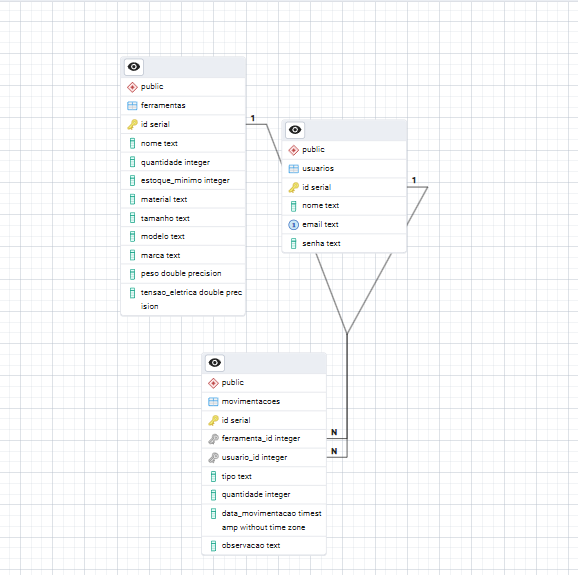 public
ferramentas
id serial
nome text
quantidade integer
estoque_minimo integer
material text
tamanho text
modelo text
marca text
peso double precision
tensao_eletrica double prec
ision
1
public
usuarios
id serial
nome text
email text
senha text
1
public
movimentacoes
id serial
ferramenta_id integer
usuario_id integer
tipo text
quantidade integer
data_movimentacao timest
amp without time zone
observacao text
N
N